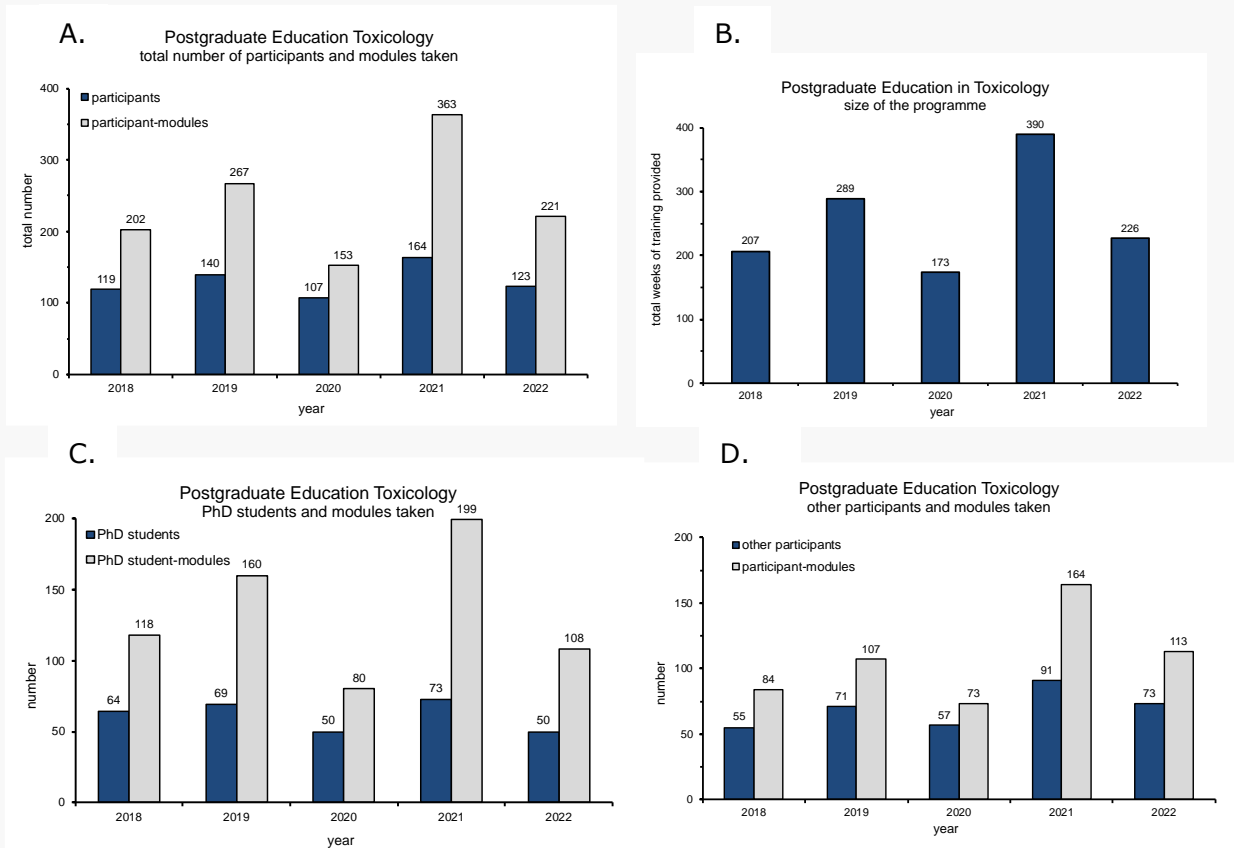 A.
Postgraduate Education Toxicology
total number of participants and modules taken
participants
participant-modules
total number
400
300
200
100
0
119
202
140
267
107
153
164
363
123
221
2018 2019 2020 2021 2022
year
B.
Postgraduate Education in Toxicology
size of the programme
total weeks of training provided
400
300
200
100
0
207
289
173
390
226
2018 2019 2020 2021 2022
year
C.
Postgraduate Education Toxicology
PhD students and modules taken
PhD students
PhD student-modules
number
200
150
100
50
0
64
118
69
160
50
80
73
199
50
108
2018 2019 2020 2021 2022
year
D.
Postgraduate Education Toxicology
other participants and modules taken
other participants
participant-modules
number
200
150
100
50
0
55
84
71
107
57
73
91
164
73
113
2018 2019 2020 2021 2022
year